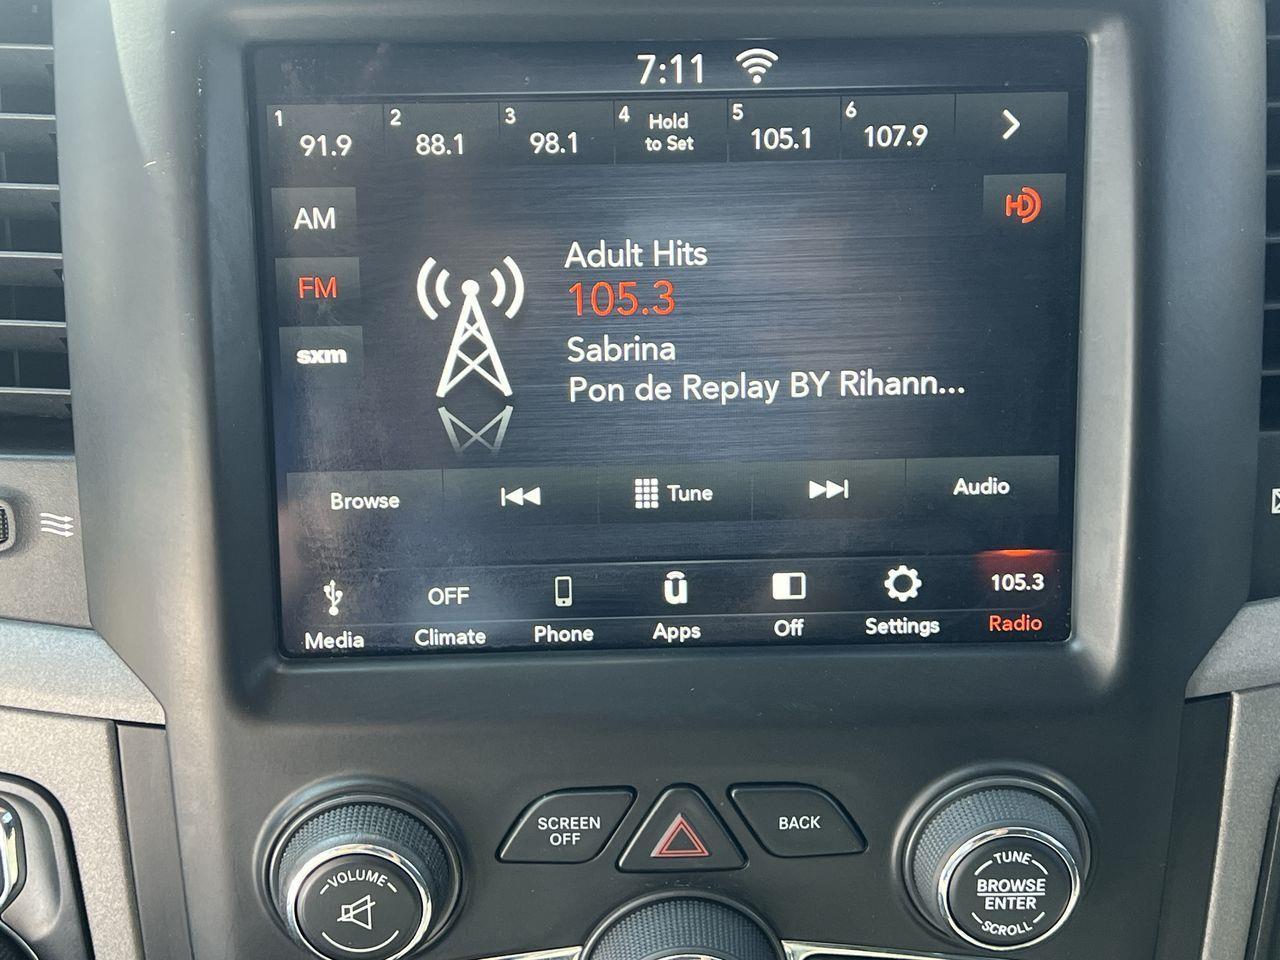 7:11
1
91.9
2
88.1
3
98.1
4
Hold
to Set
5
105.1
6
107.9
AM
HD
FM
sxm
Adult Hits
105.3
Sabrina
Pon de Replay BY Rihann...
Browse
Tune
Audio
OFF
105.3
Media
Climate
Phone
Apps
Off
Settings
Radio
SCREEN
OFF
BACK
VOLUME
TUNE
BROWSE
ENTER
SCROLL